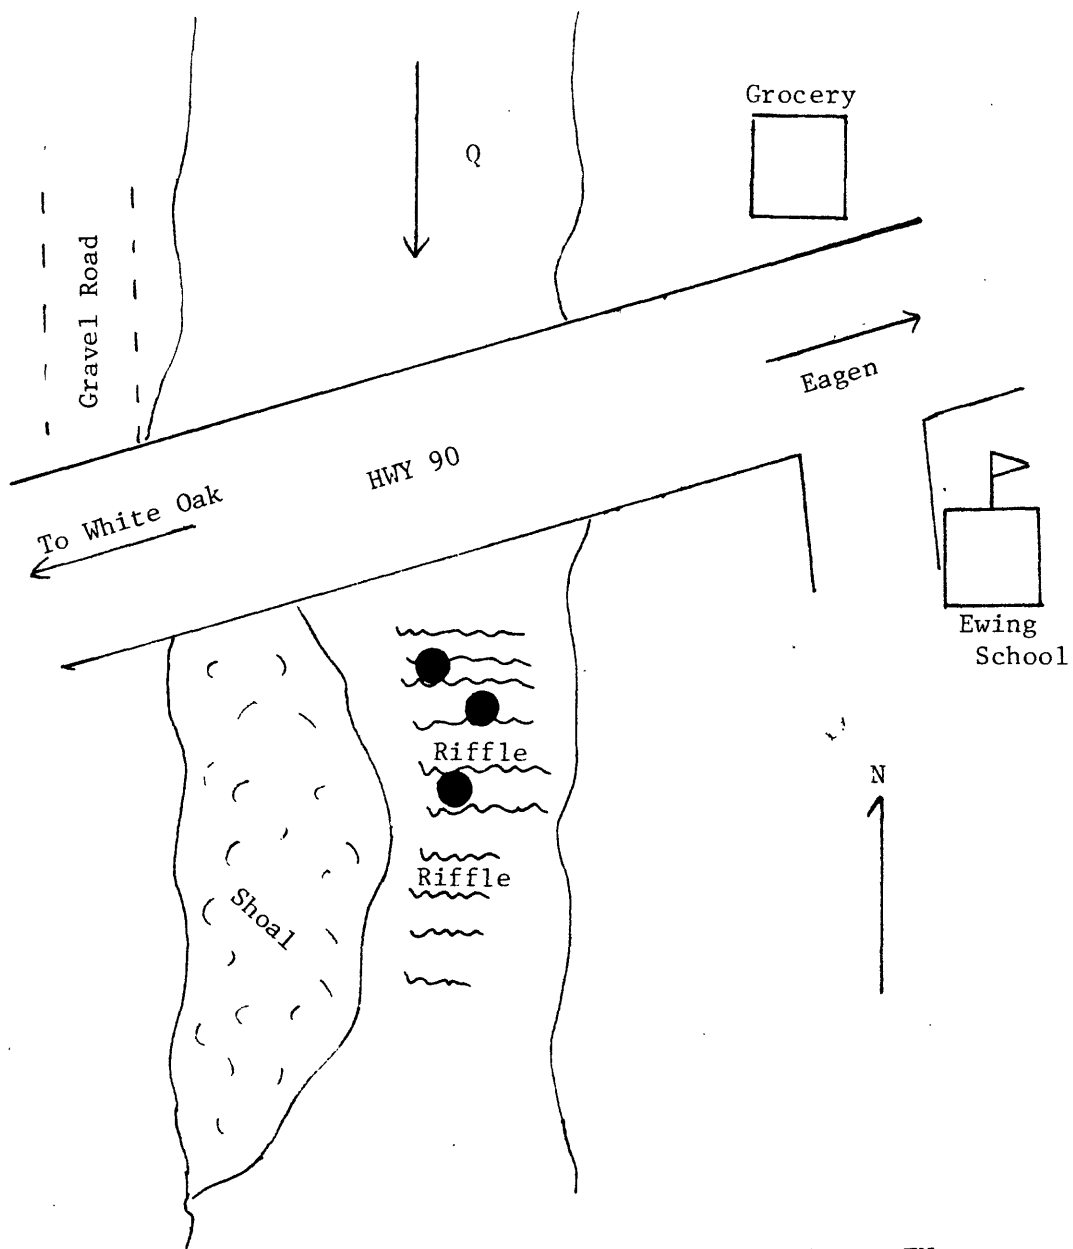 Grocery
Q
Gravel Road
Eagen
HWY 90
To White Oak
Ewing
School
Riffle
N
Riffle
Shoal